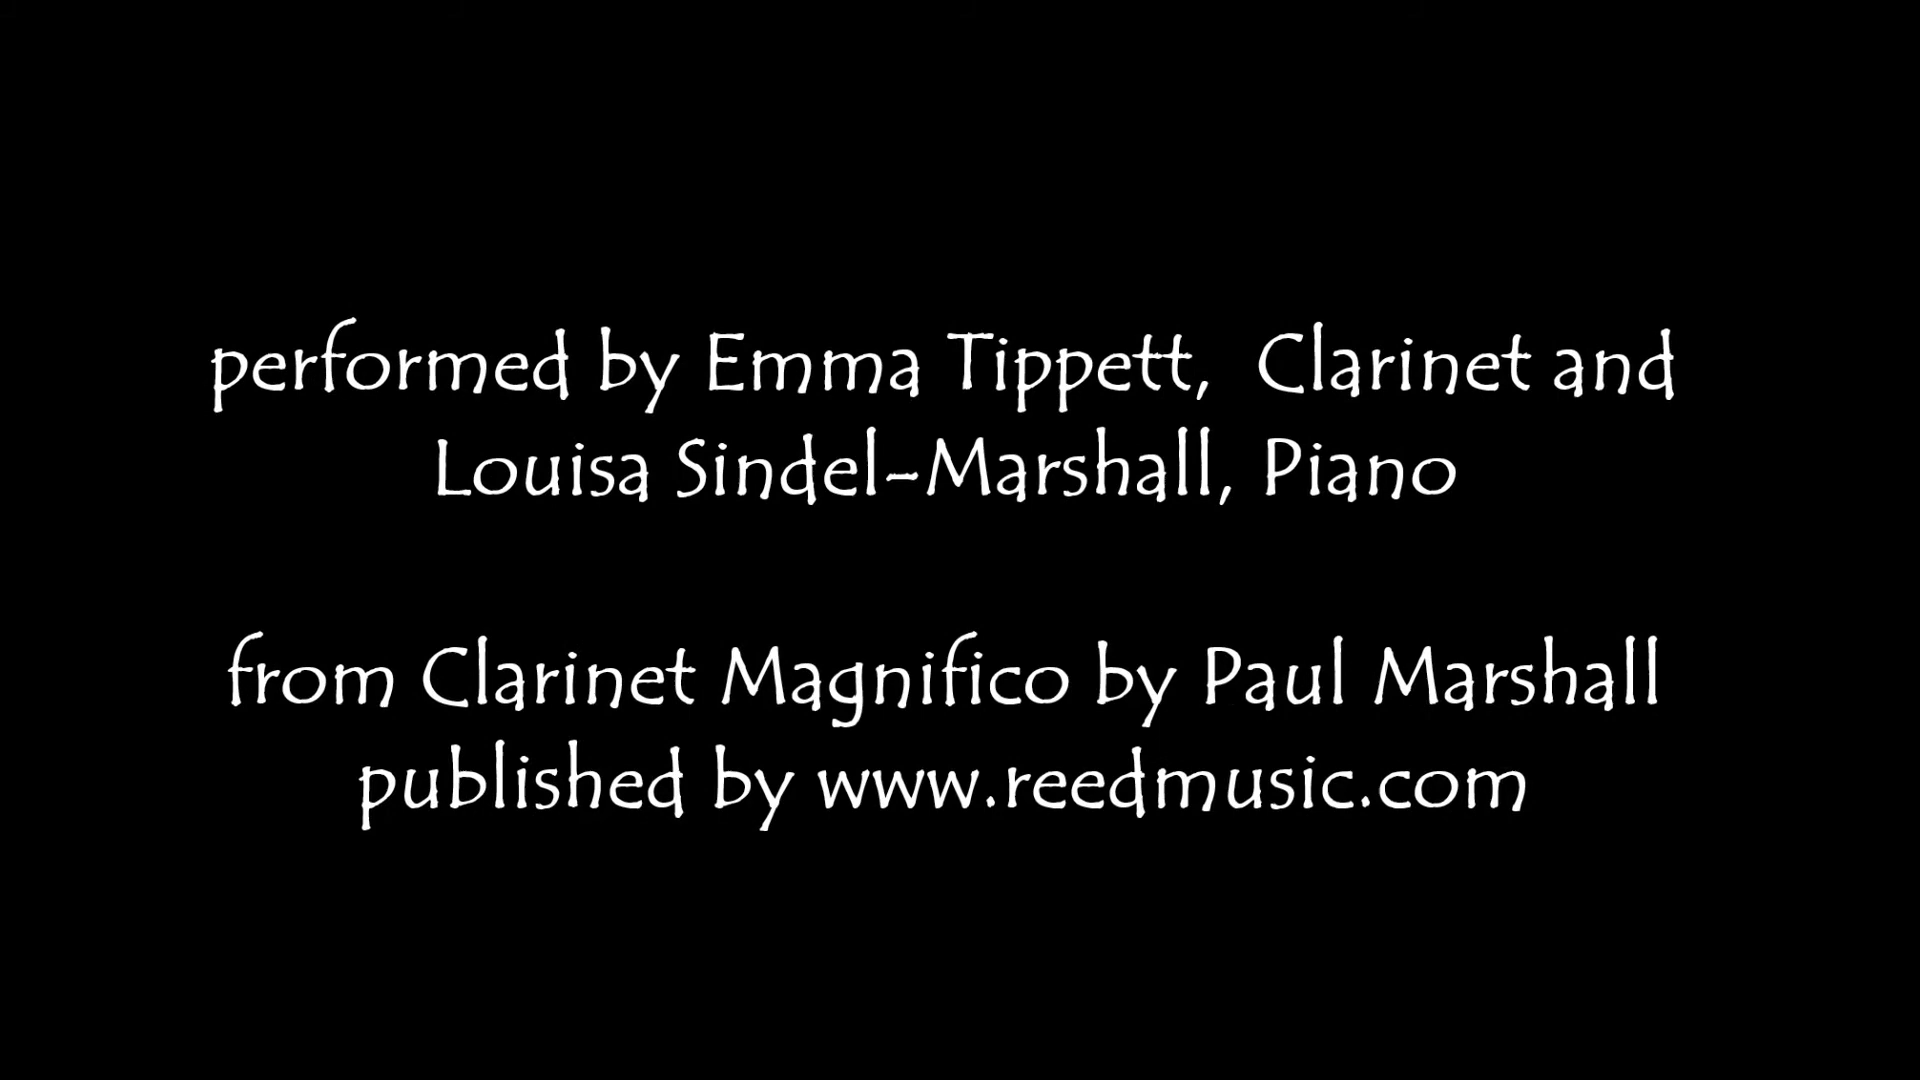 performed by Emma Tippett,  Clarinet and
Louisa Sindel-Marshall, Piano
from Clarinet Magnifico by Paul Marshall
published by www.reedmusic.com